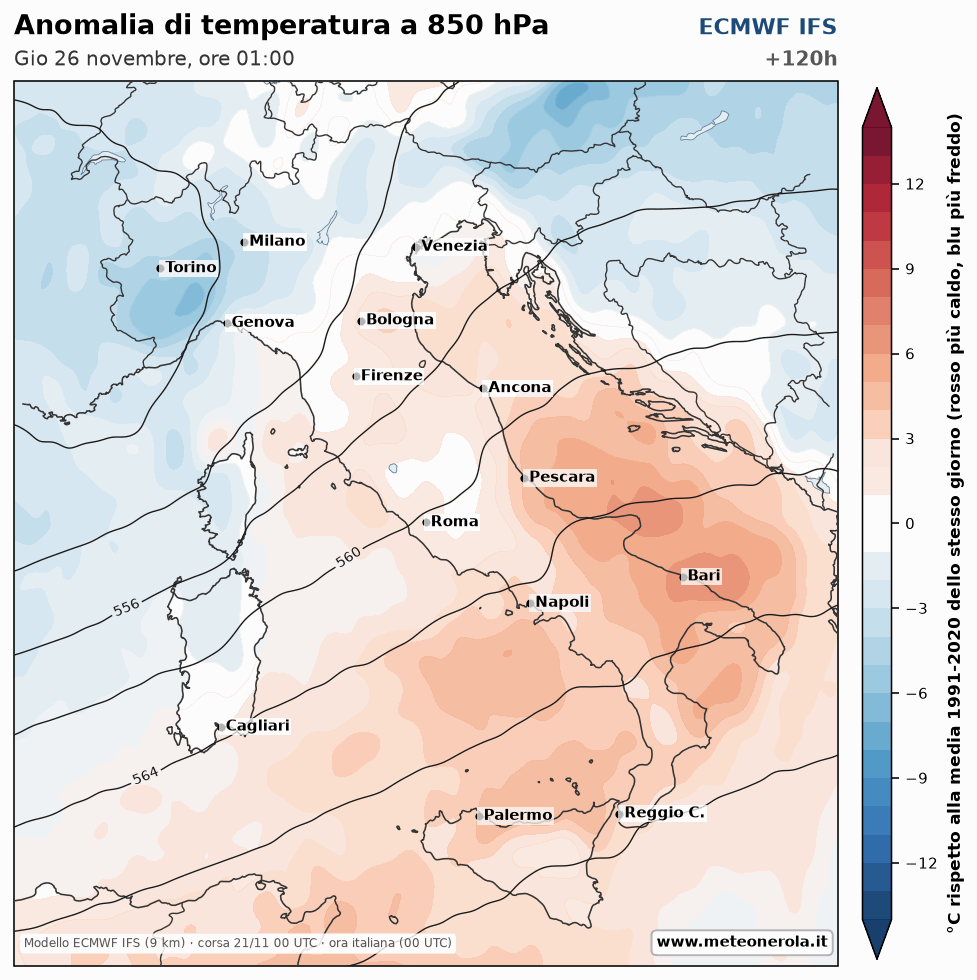 Anomalia di temperatura a 850 hPa
ECMWF IFS
Gio 26 novembre, ore 01:00
+120h
Milano
Venezia
Torino
Genova
Bologna
Firenze
Ancona
Pescara
Roma
560
Bari
556
Napoli
Cagliari
564
Palermo
Reggio C.
Modello ECMWF IFS (9 km) · corsa 21/11 00 UTC · ora italiana (00 UTC)
www.meteonerola.it
12
9
6
3
0
−3
−6
−9
−12
°C rispetto alla media 1991-2020 dello stesso giorno (rosso più caldo, blu più freddo)